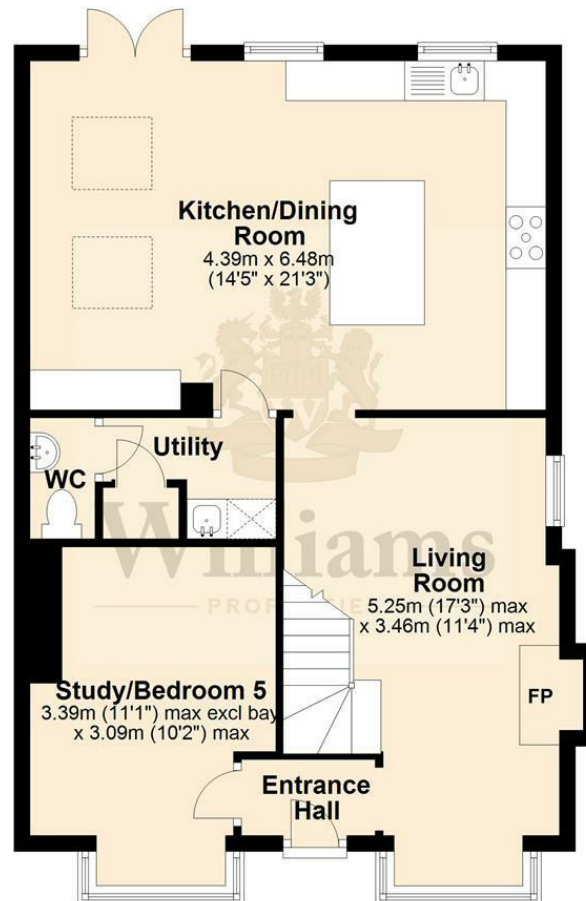 Kitchen/Dining
Room
4.39m x 6.48m
(14'5" x 21'3")
Utility
WC
Williams
PROPERTIES
Living
Room
5.25m (17'3") max
x 3.46m (11'4") max
Study/Bedroom 5
3.39m (11'1") max excl bay
x 3.09m (10'2") max
FP
Entrance
Hall